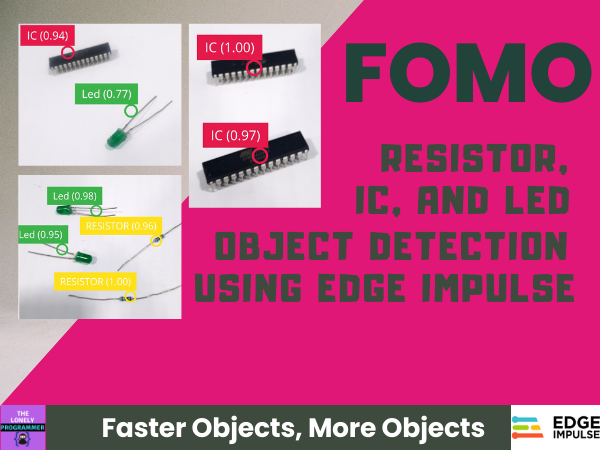 IC (0.94)
Led (0.77)
IC (1.00)
IC (0.97)
Led (0.98)
Led (0.95)
RESISTOR (0.96)
RESISTOR (1.00)
FOMO
RESISTOR,
IC, AND LED
OBJECT DETECTION
USING EDGE IMPULSE
THE
LONELY
PROGRAMMER
Faster Objects, More Objects
EDGE
IMPULSE